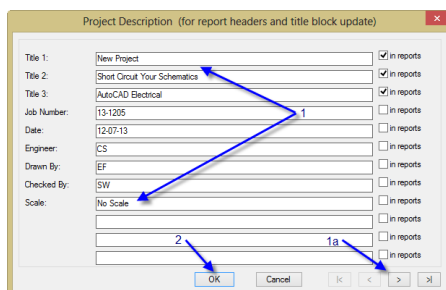 Project Description (for report headers and title block update)
x
Title 1: New Project in reports
Title 2: Short Circuit Your Schematics in reports
Title 3: AutoCAD Electrical in reports
Job Number: 13-1205 1 in reports
Date: 12-07-13 in reports
Engineer: CS in reports
Drawn By: EF in reports
Checked By: SW in reports
Scale: No Scale in reports
in reports
2 1a in reports
in reports
OK Cancel |< < > >|